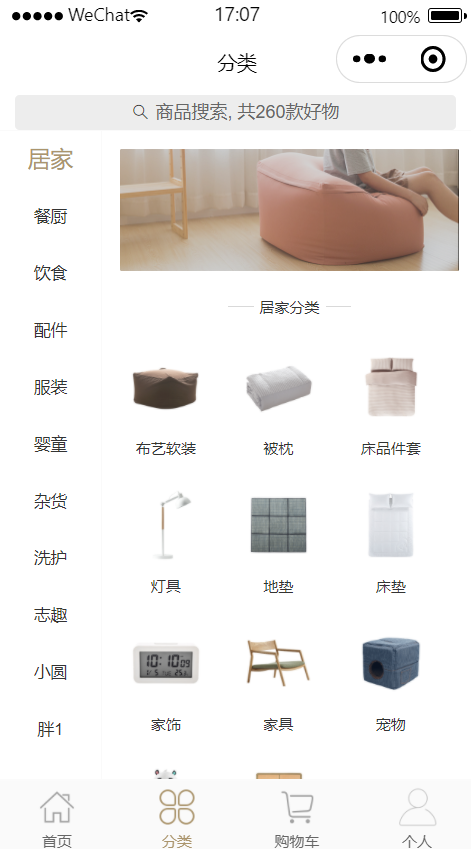 WeChat 17:07 100%
分类
商品搜索, 共260款好物
居家
餐厨
饮食
配件
服装
婴童
杂货
洗护
志趣
小圆
胖1
居家分类
布艺软装 被枕 床品件套
灯具 地垫 床垫
家饰 家具 宠物
首页 分类 购物车 个人